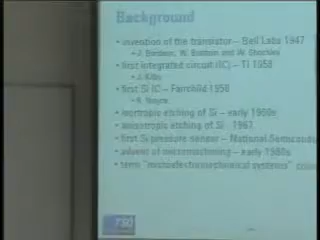 Background
• invention of the transistor – Bell Labs 1947
• J. Bardeen, W. Brattain and W. Shockley
• first integrated circuit (IC) – TI 1958
• J. Kilby
• first Si IC – Fairchild 1958
• R. Noyce
• isotropic etching of Si – early 1960s
• anisotropic etching of Si 1967
• first Si pressure sensor – National Semicondu
• advent of micromachining – early 1980s
• term "microelectromechanical systems" coin